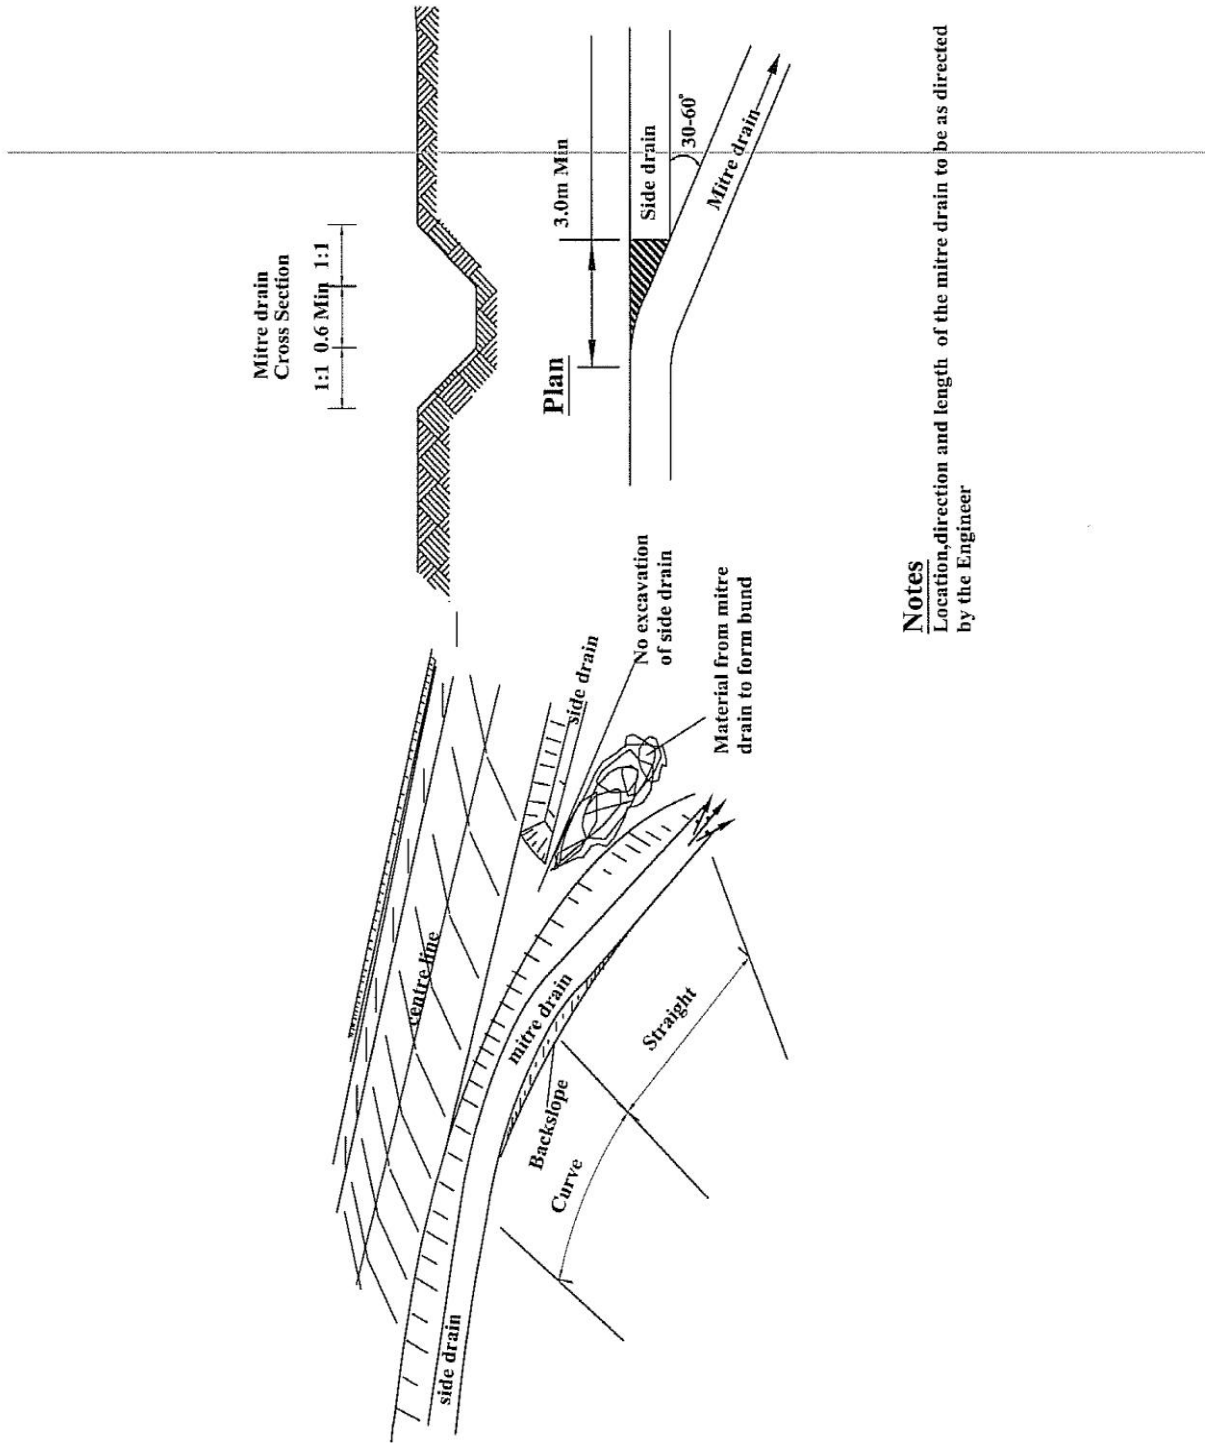 Mitre drain
Cross Section
1:1 0.6 Min 1:1
Plan
3.0m Min
Side drain
30-60°
Mitre drain
centre line
side drain
No excavation
of side drain
Material from mitre
drain to form bund
mitre drain
Backslope
Straight
Curve
side drain
Notes
Location,direction and length of the mitre drain to be as directed
by the Engineer